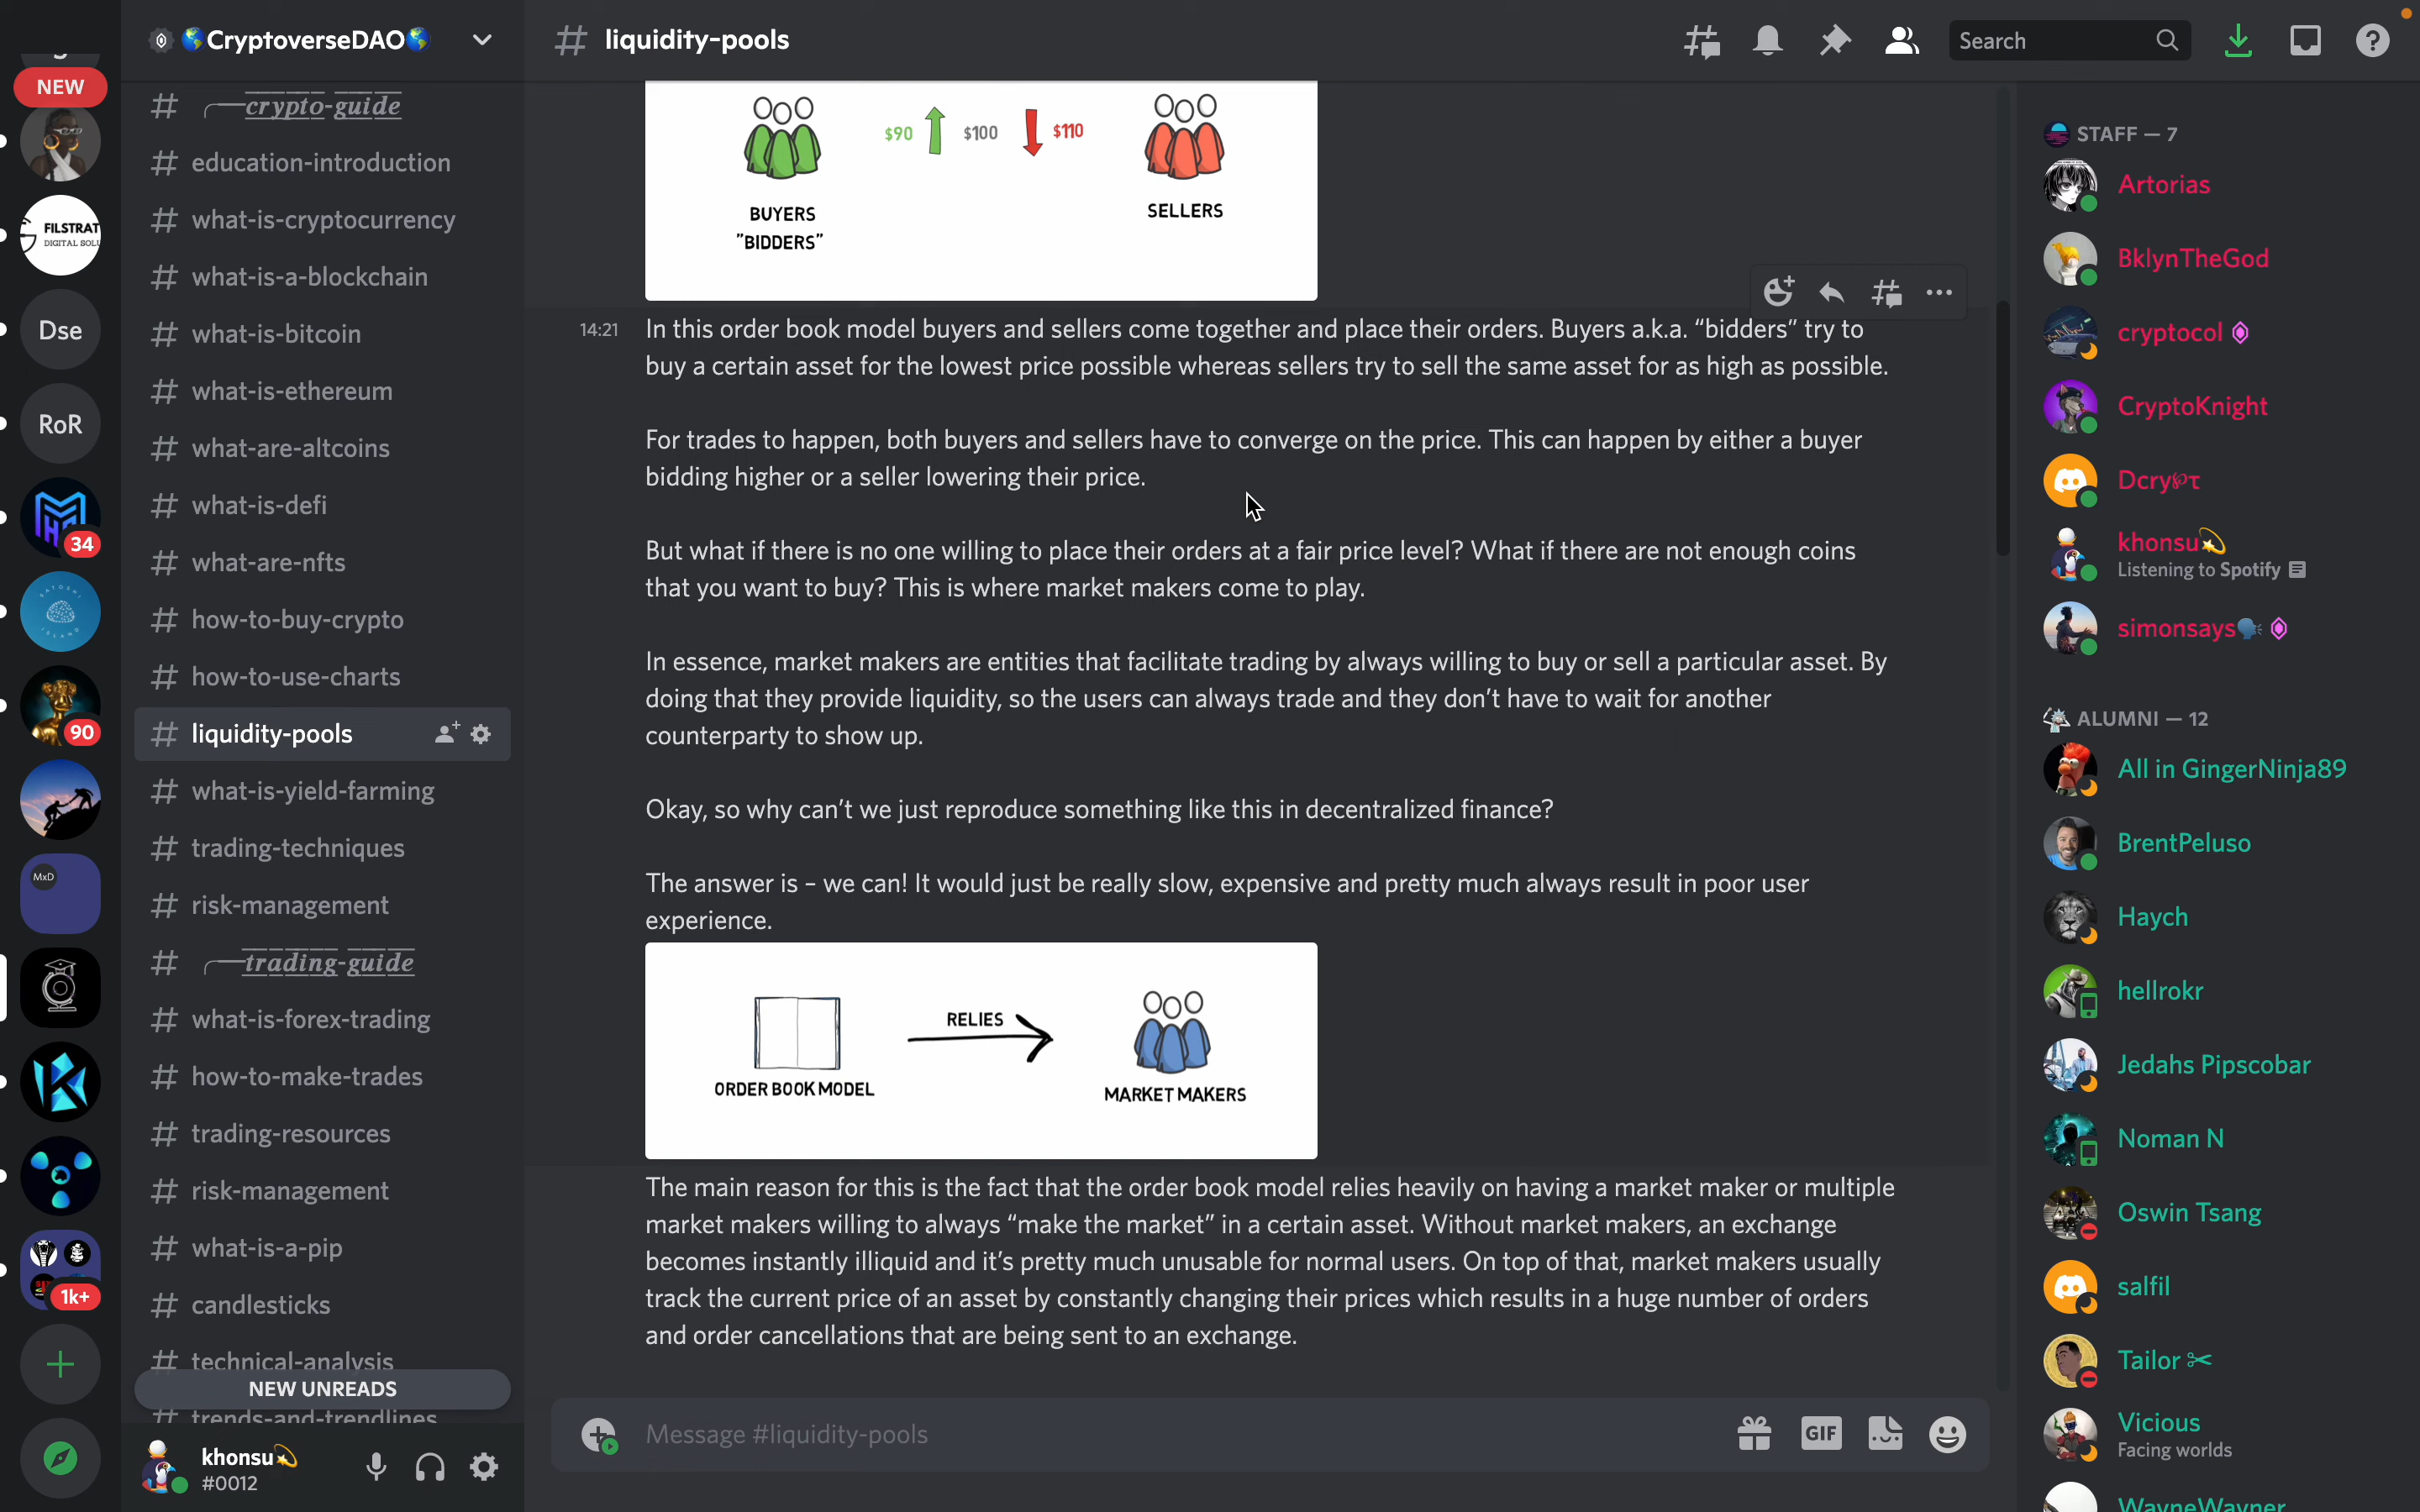 NEW
FILSTRAT
DIGITAL SOLU
Dse
RoR
34
90
MxD
1k+
🌎CryptoverseDAO🌎
crypto-guide
education-introduction
what-is-cryptocurrency
what-is-a-blockchain
what-is-bitcoin
what-is-ethereum
what-are-altcoins
what-is-defi
what-are-nfts
how-to-buy-crypto
how-to-use-charts
liquidity-pools
what-is-yield-farming
trading-techniques
risk-management
trading-guide
what-is-forex-trading
how-to-make-trades
trading-resources
risk-management
what-is-a-pip
candlesticks
technical-analysis
NEW UNREADS
trends-and-trendlines
khonsu💫
#0012
# liquidity-pools
Search
$90 $100 $110
BUYERS
"BIDDERS"
SELLERS
14:21
In this order book model buyers and sellers come together and place their orders. Buyers a.k.a. “bidders” try to
buy a certain asset for the lowest price possible whereas sellers try to sell the same asset for as high as possible.
For trades to happen, both buyers and sellers have to converge on the price. This can happen by either a buyer
bidding higher or a seller lowering their price.
But what if there is no one willing to place their orders at a fair price level? What if there are not enough coins
that you want to buy? This is where market makers come to play.
In essence, market makers are entities that facilitate trading by always willing to buy or sell a particular asset. By
doing that they provide liquidity, so the users can always trade and they don’t have to wait for another
counterparty to show up.
Okay, so why can’t we just reproduce something like this in decentralized finance?
The answer is – we can! It would just be really slow, expensive and pretty much always result in poor user
experience.
RELIES
ORDER BOOK MODEL
MARKET MAKERS
The main reason for this is the fact that the order book model relies heavily on having a market maker or multiple
market makers willing to always “make the market” in a certain asset. Without market makers, an exchange
becomes instantly illiquid and it’s pretty much unusable for normal users. On top of that, market makers usually
track the current price of an asset by constantly changing their prices which results in a huge number of orders
and order cancellations that are being sent to an exchange.
Message #liquidity-pools
GIF
STAFF — 7
Artorias
BklynTheGod
cryptocol
CryptoKnight
Dcry℘τ
khonsu💫
Listening to Spotify
simonsays🗣
ALUMNI — 12
All in GingerNinja89
BrentPeluso
Haych
hellrokr
Jedahs Pipscobar
Noman N
Oswin Tsang
salfil
Tailor ✂
Vicious
Facing worlds
WayneWayner